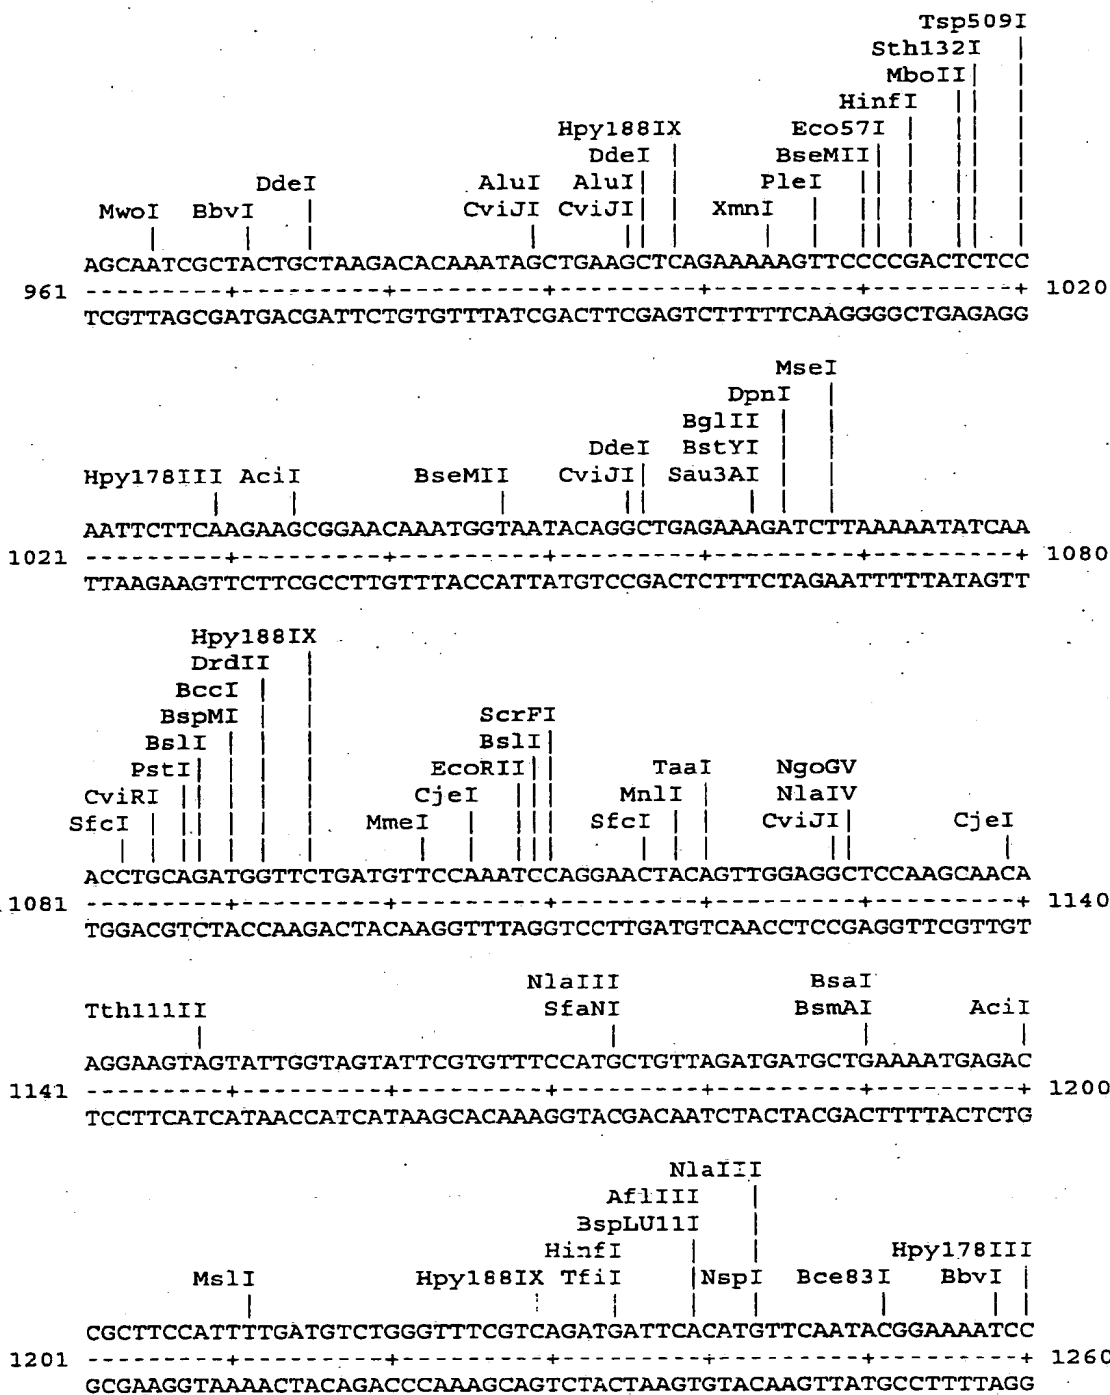 Tsp509I
Sth132I
MboII
HinfI
Hpy188IX Eco57I
DdeI BseMII
DdeI AluI AluI PleI
MwoI BbvI CviJI CviJI XmnI
AGCAATCGCTACTGCTAAGACACAAATAGCTGAAGCTCAGAAAAAGTTCCCCGACTCTCC
961 ---------+---------+---------+---------+---------+---------+ 1020
TCGTTAGCGATGACGATTCTGTGTTTATCGACTTCGAGTCTTTTTCAAGGGGCTGAGAGG
MseI
DpnI
BglII
DdeI BstYI
Hpy178III AciI BseMII CviJI Sau3AI
AATTCTTCAAGAAGCGGAACAAATGGTAATACAGGCTGAGAAAGATCTTAAAAATATCAA
1021 ---------+---------+---------+---------+---------+---------+ 1080
TTAAGAAGTTCTTCGCCTTGTTTACCATTATGTCCGACTCTTTCTAGAATTTTTATAGTT
Hpy188IX
DrdII
BccI
BspMI ScrFI
BslI BslI
PstI EcoRII TaaI NgoGV
CviRI CjeI MnlI NlaIV
SfcI MmeI SfcI CviJI CjeI
ACCTGCAGATGGTTCTGATGTTCCAAATCCAGGAACTACAGTTGGAGGCTCCAAGCAACA
1081 ---------+---------+---------+---------+---------+---------+ 1140
TGGACGTCTACCAAGACTACAAGGTTTAGGTCCTTGATGTCAACCTCCGAGGTTCGTTGT
NlaIII BsaI
Tth111II SfaNI BsmAI AciI
AGGAAGTAGTATTGGTAGTATTCGTGTTTCCATGCTGTTAGATGATGCTGAAAATGAGAC
1141 ---------+---------+---------+---------+---------+---------+ 1200
TCCTTCATCATAACCATCATAAGCACAAAGGTACGACAATCTACTACGACTTTTACTCTG
NlaIII
AflIII
BspLU11I
HinfI Hpy178III
MslI Hpy188IX TfiI NspI Bce83I BbvI
CGCTTCCATTTTGATGTCTGGGTTTCGTCAGATGATTCACATGTTCAATACGGAAAATCC
1201 ---------+---------+---------+---------+---------+---------+ 1260
GCGAAGGTAAAACTACAGACCCAAAGCAGTCTACTAAGTGTACAAGTTATGCCTTTTAGG